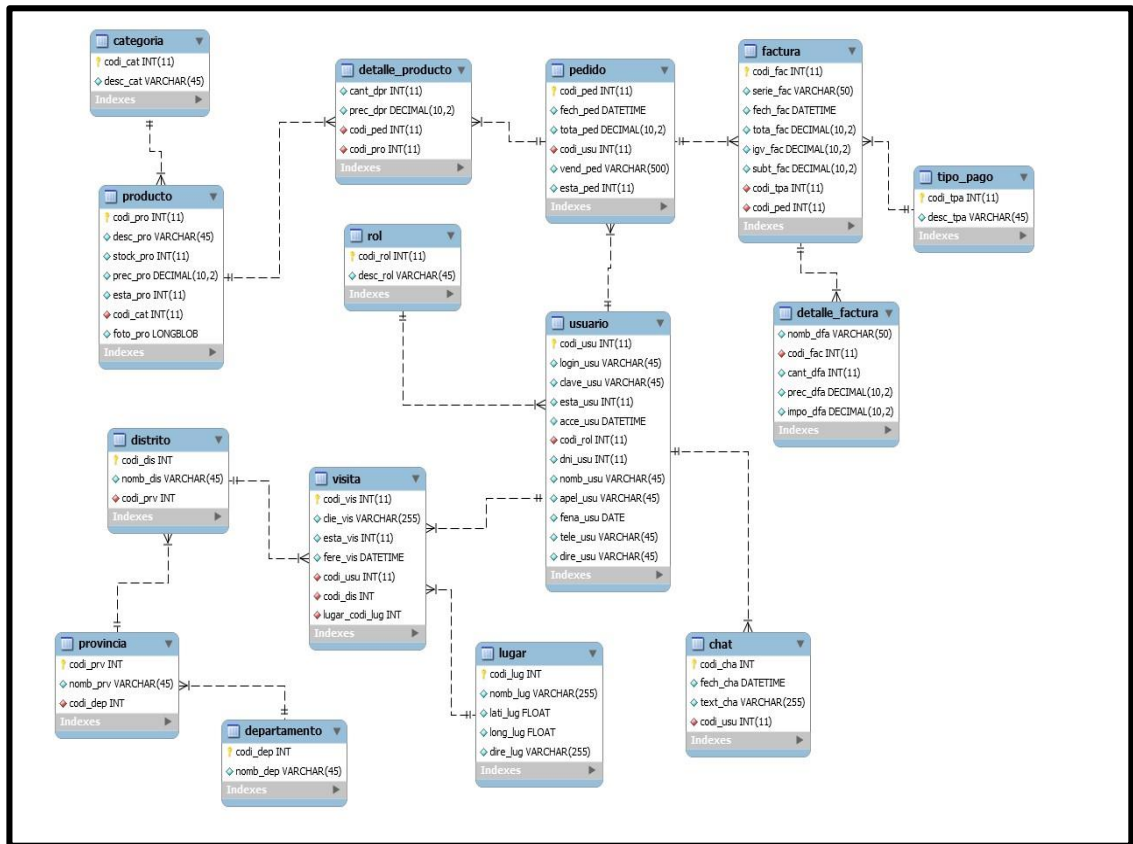 categoria
codi_cat INT(11)
desc_cat VARCHAR(45)
Indexes
detalle_producto
cant_dpr INT(11)
prec_dpr DECIMAL(10,2)
codi_ped INT(11)
codi_pro INT(11)
Indexes
pedido
codi_ped INT(11)
fech_ped DATETIME
tota_ped DECIMAL(10,2)
codi_usu INT(11)
vend_ped VARCHAR(500)
esta_ped INT(11)
Indexes
factura
codi_fac INT(11)
serie_fac VARCHAR(50)
fech_fac DATETIME
tota_fac DECIMAL(10,2)
igv_fac DECIMAL(10,2)
subt_fac DECIMAL(10,2)
codi_tpa INT(11)
codi_ped INT(11)
Indexes
tipo_pago
codi_tpa INT(11)
desc_tpa VARCHAR(45)
Indexes
producto
codi_pro INT(11)
desc_pro VARCHAR(45)
stock_pro INT(11)
prec_pro DECIMAL(10,2)
esta_pro INT(11)
codi_cat INT(11)
foto_pro LONGBLOB
Indexes
rol
codi_rol INT(11)
desc_rol VARCHAR(45)
Indexes
usuario
codi_usu INT(11)
login_usu VARCHAR(45)
clave_usu VARCHAR(45)
esta_usu INT(11)
acce_usu DATETIME
codi_rol INT(11)
dni_usu INT(11)
nomb_usu VARCHAR(45)
apel_usu VARCHAR(45)
fena_usu DATE
tele_usu VARCHAR(45)
dire_usu VARCHAR(45)
Indexes
detalle_factura
nomb_dfa VARCHAR(50)
codi_fac INT(11)
cant_dfa INT(11)
prec_dfa DECIMAL(10,2)
impo_dfa DECIMAL(10,2)
Indexes
distrito
codi_dis INT
nomb_dis VARCHAR(45)
codi_prv INT
Indexes
visita
codi_vis INT(11)
clie_vis VARCHAR(255)
esta_vis INT(11)
fere_vis DATETIME
codi_usu INT(11)
codi_dis INT
lugar_codi_lug INT
Indexes
provincia
codi_prv INT
nomb_prv VARCHAR(45)
codi_dep INT
Indexes
departamento
codi_dep INT
nomb_dep VARCHAR(45)
Indexes
lugar
codi_lug INT
nomb_lug VARCHAR(255)
lati_lug FLOAT
long_lug FLOAT
dire_lug VARCHAR(255)
Indexes
chat
codi_cha INT
fech_cha DATETIME
text_cha VARCHAR(255)
codi_usu INT(11)
Indexes